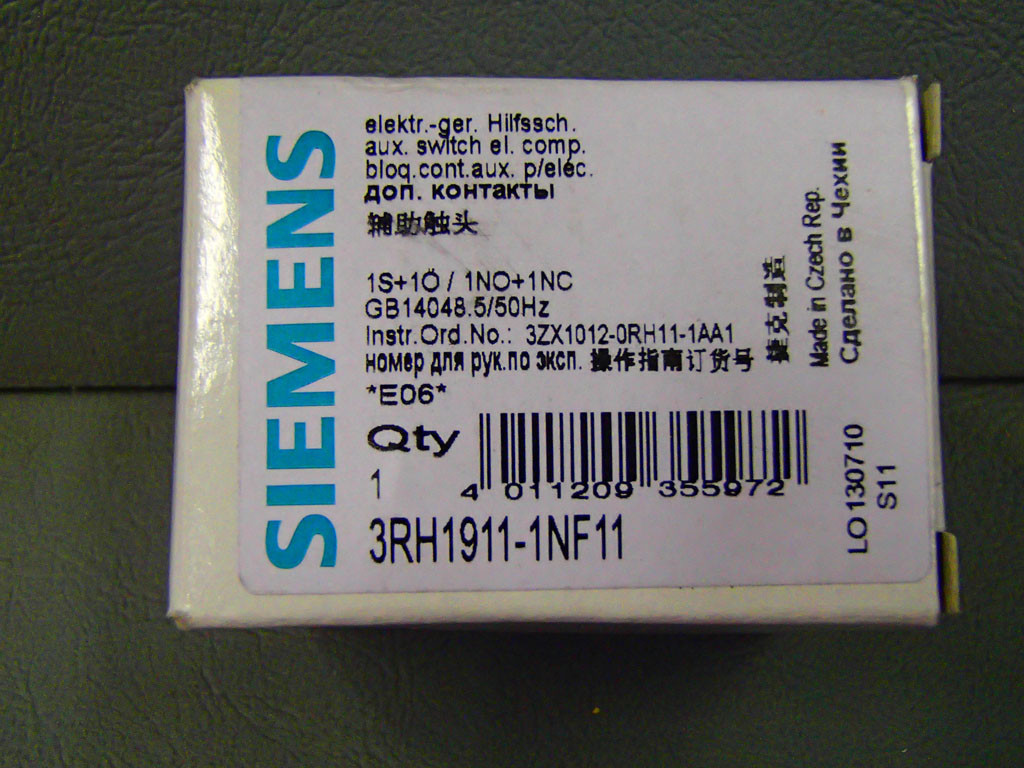 SIEMENS
elektr.-ger. Hilfssch.
aux. switch el. comp.
bloq.cont.aux. p/eléc.
доп. контакты
辅助触头
1S+1Ö / 1NO+1NC
GB14048.5/50Hz
Instr.Ord.No.: 3ZX1012-0RH11-1AA1
номер для рук.по эксп. 操作指南订货号
*E06*
Qty
1
4 011209 355972
3RH1911-1NF11
捷克制造
Made in Czech Rep.
Сделано в Чехии
LO130710
S11